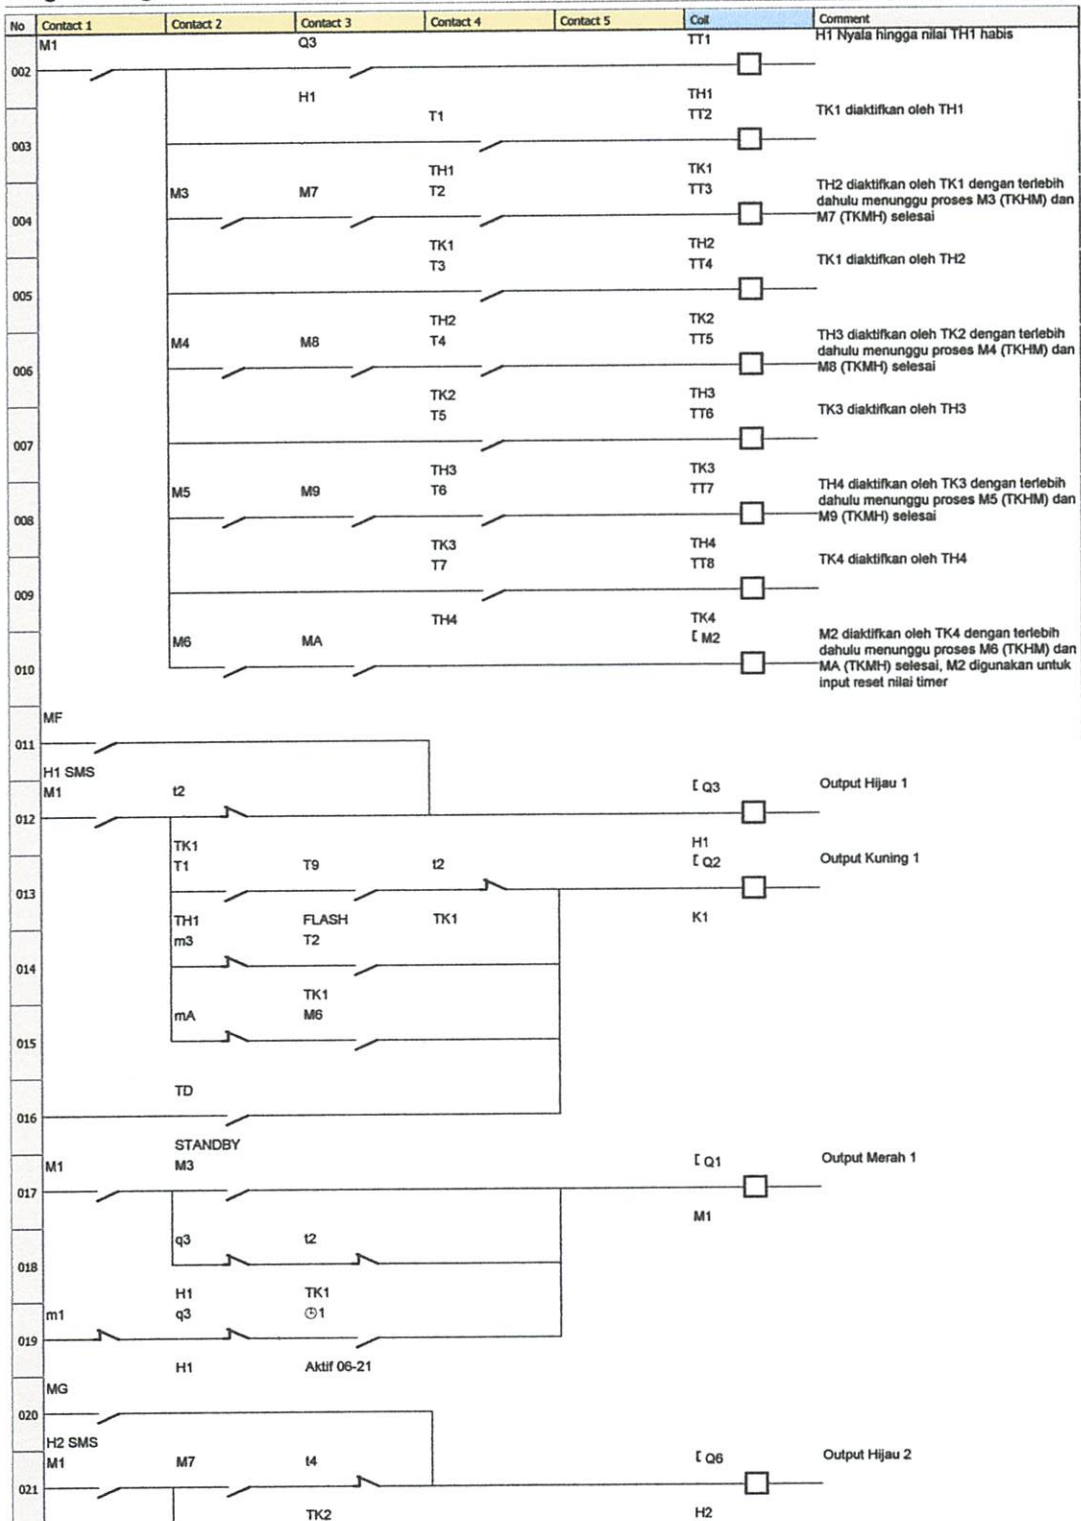 No Contact 1 Contact 2 Contact 3 Contact 4 Contact 5 Coil Comment
M1 Q3 TT1 H1 Nyala hingga nilai TH1 habis
002
H1 TH1
T1 TT2 TK1 diaktifkan oleh TH1
003
TH1 TK1
M3 M7 T2 TT3 TH2 diaktifkan oleh TK1 dengan terlebih
dahulu menunggu proses M3 (TKHM) dan
004 M7 (TKMH) selesai
TK1 TH2
T3 TT4 TK1 diaktifkan oleh TH2
005
TH2 TK2
M4 M8 T4 TT5 TH3 diaktifkan oleh TK2 dengan terlebih
dahulu menunggu proses M4 (TKHM) dan
006 M8 (TKMH) selesai
TK2 TH3
T5 TT6 TK3 diaktifkan oleh TH3
007
TH3 TK3
M5 M9 T6 TT7 TH4 diaktifkan oleh TK3 dengan terlebih
dahulu menunggu proses M5 (TKHM) dan
008 M9 (TKMH) selesai
TK3 TH4
T7 TT8 TK4 diaktifkan oleh TH4
009
TH4 TK4
M6 MA [ M2 M2 diaktifkan oleh TK4 dengan terlebih
dahulu menunggu proses M6 (TKHM) dan
010 MA (TKMH) selesai, M2 digunakan untuk
input reset nilai timer
MF
011
H1 SMS
M1 t2 [ Q3 Output Hijau 1
012
TK1 H1
T1 T9 t2 [ Q2 Output Kuning 1
013
TH1 FLASH TK1 K1
m3 T2
014
TK1
mA M6
015
TD
016
STANDBY
M1 M3 [ Q1 Output Merah 1
017
M1
q3 t2
018
H1 TK1
m1 q3 1
019
H1 Aktif 06-21
MG
020
H2 SMS
M1 M7 t4 [ Q6 Output Hijau 2
021
TK2 H2